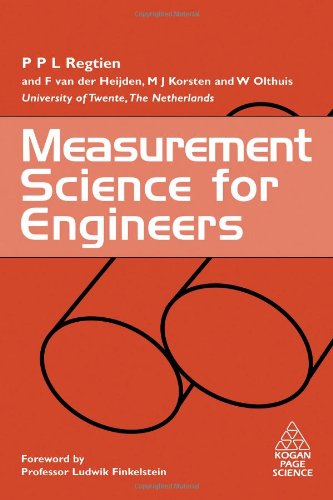 P P L Regtien
and F van der Heijden, M J Korsten and W Olthuis
University of Twente, The Netherlands
Measurement
Science for
Engineers
Foreword by
Professor Ludwik Finkelstein
KOGAN
PAGE
SCIENCE